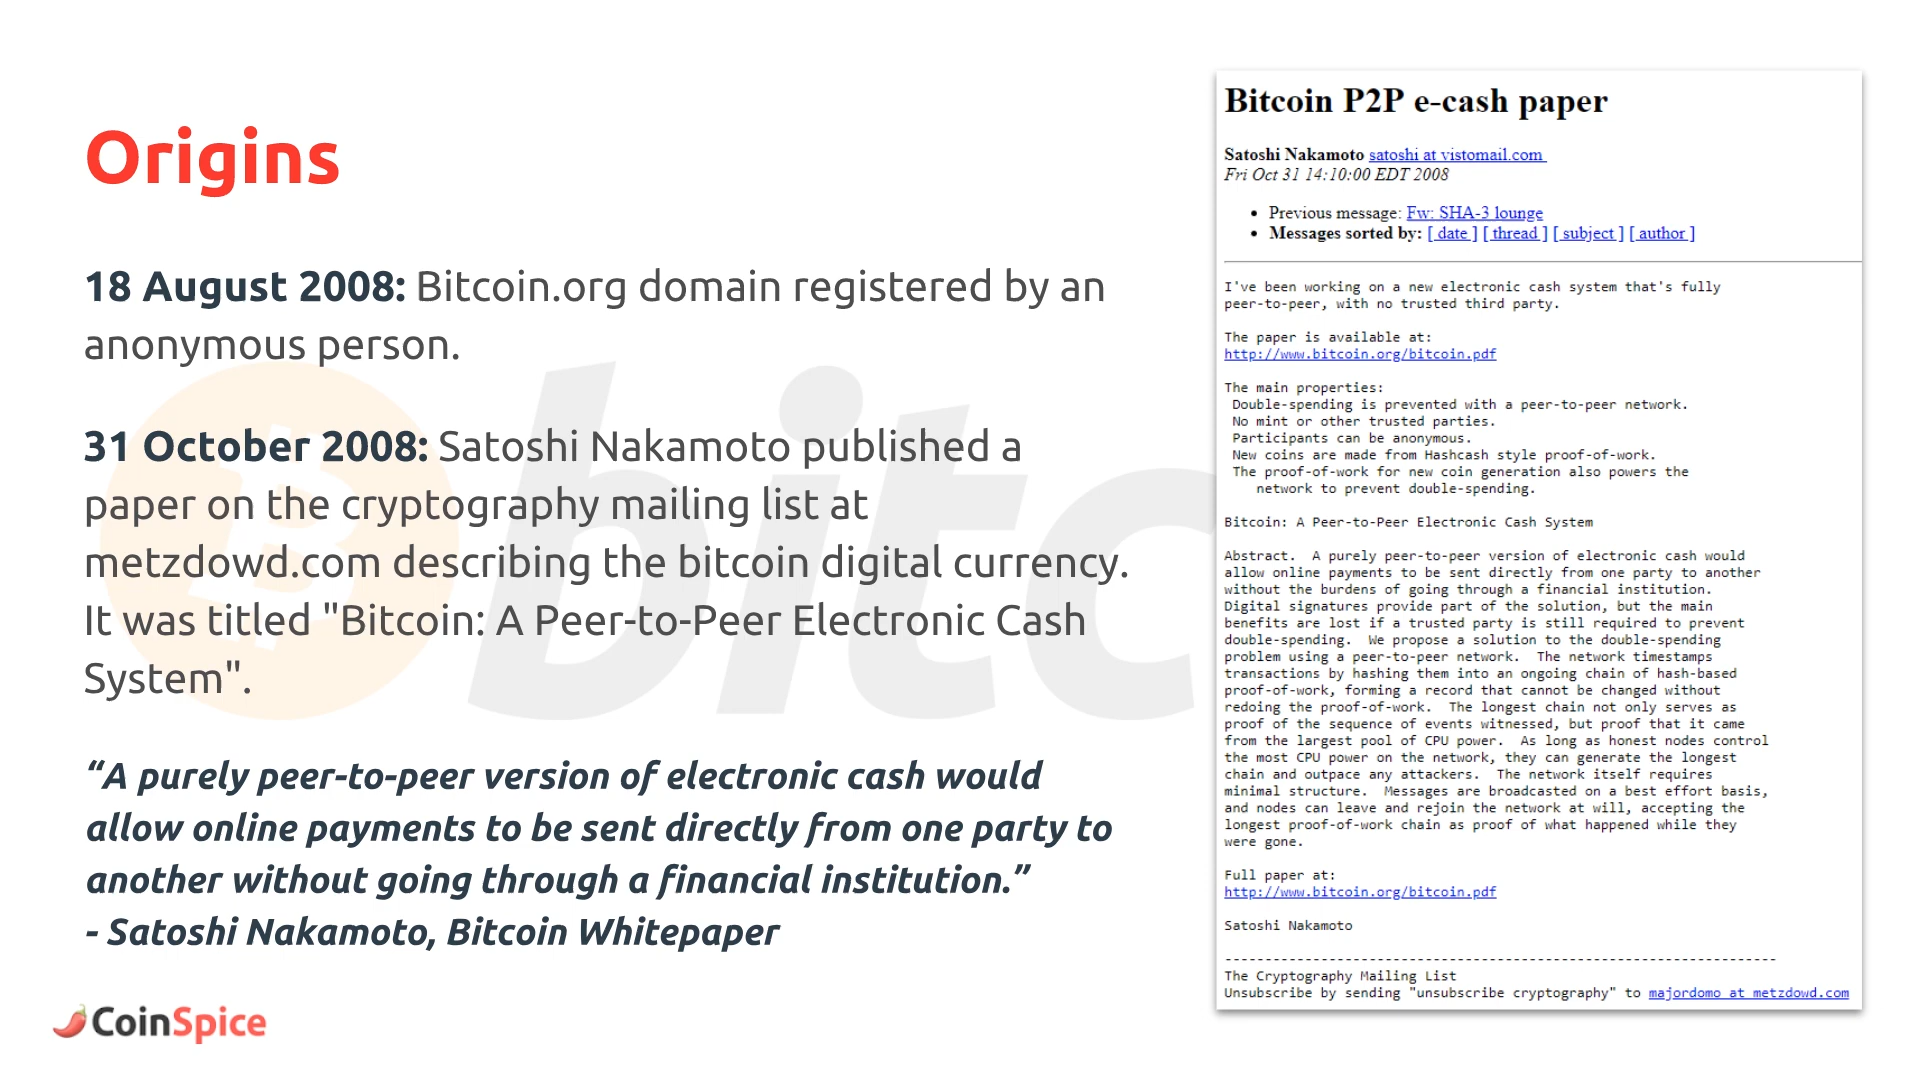 Origins
18 August 2008: Bitcoin.org domain registered by an
anonymous person.
31 October 2008: Satoshi Nakamoto published a
paper on the cryptography mailing list at
metzdowd.com describing the bitcoin digital currency.
It was titled "Bitcoin: A Peer-to-Peer Electronic Cash
System".
“A purely peer-to-peer version of electronic cash would
allow online payments to be sent directly from one party to
another without going through a financial institution.”
- Satoshi Nakamoto, Bitcoin Whitepaper
CoinSpice
bitc
Bitcoin P2P e-cash paper
Satoshi Nakamoto satoshi at vistomail.com
Fri Oct 31 14:10:00 EDT 2008
• Previous message: Fw: SHA-3 lounge
• Messages sorted by: [ date ] [ thread ] [ subject ] [ author ]
I've been working on a new electronic cash system that's fully
peer-to-peer, with no trusted third party.
The paper is available at:
http://www.bitcoin.org/bitcoin.pdf
The main properties:
Double-spending is prevented with a peer-to-peer network.
No mint or other trusted parties.
Participants can be anonymous.
New coins are made from Hashcash style proof-of-work.
The proof-of-work for new coin generation also powers the
network to prevent double-spending.
Bitcoin: A Peer-to-Peer Electronic Cash System
Abstract.  A purely peer-to-peer version of electronic cash would
allow online payments to be sent directly from one party to another
without the burdens of going through a financial institution.
Digital signatures provide part of the solution, but the main
benefits are lost if a trusted party is still required to prevent
double-spending.  We propose a solution to the double-spending
problem using a peer-to-peer network.  The network timestamps
transactions by hashing them into an ongoing chain of hash-based
proof-of-work, forming a record that cannot be changed without
redoing the proof-of-work.  The longest chain not only serves as
proof of the sequence of events witnessed, but proof that it came
from the largest pool of CPU power.  As long as honest nodes control
the most CPU power on the network, they can generate the longest
chain and outpace any attackers.  The network itself requires
minimal structure.  Messages are broadcasted on a best effort basis,
and nodes can leave and rejoin the network at will, accepting the
longest proof-of-work chain as proof of what happened while they
were gone.
Full paper at:
http://www.bitcoin.org/bitcoin.pdf
Satoshi Nakamoto
---------------------------------------------------------------------
The Cryptography Mailing List
Unsubscribe by sending "unsubscribe cryptography" to majordomo at metzdowd.com